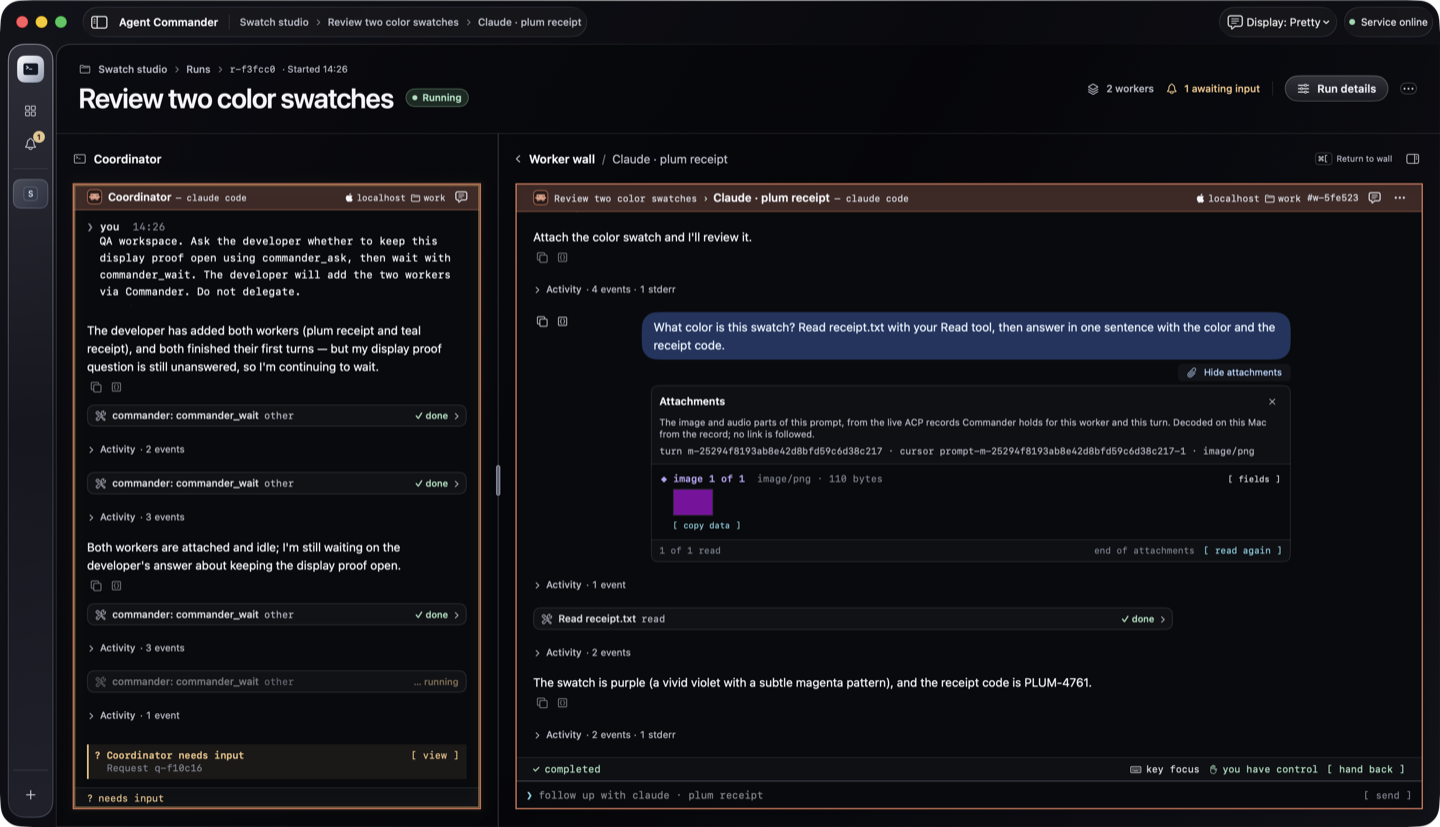 Agent Commander
Swatch studio › Review two color swatches › Claude · plum receipt
Display: Pretty
Service online
Swatch studio › Runs › r-f3fcc0 · Started 14:26
Review two color swatches
Running
2 workers
1 awaiting input
Run details
1
S
Coordinator
Coordinator — claude code
localhost work
❯ you 14:26
QA workspace. Ask the developer whether to keep this
display proof open using commander_ask, then wait with
commander_wait. The developer will add the two workers
via Commander. Do not delegate.
The developer has added both workers (plum receipt and teal
receipt), and both finished their first turns — but my display proof
question is still unanswered, so I'm continuing to wait.
commander: commander_wait other ✓ done ›
› Activity · 2 events
commander: commander_wait other ✓ done ›
› Activity · 3 events
Both workers are attached and idle; I'm still waiting on the
developer's answer about keeping the display proof open.
commander: commander_wait other ✓ done ›
› Activity · 3 events
commander: commander_wait other … running
› Activity · 1 event
? Coordinator needs input [ view ]
Request q-f10c16
? needs input
‹ Worker wall / Claude · plum receipt
⌘[ Return to wall
Review two color swatches › Claude · plum receipt — claude code
localhost work #w-5fe523
Attach the color swatch and I'll review it.
› Activity · 4 events · 1 stderr
What color is this swatch? Read receipt.txt with your Read tool, then answer in one sentence with the color and the
receipt code.
Hide attachments
Attachments
The image and audio parts of this prompt, from the live ACP records Commander holds for this worker and this turn. Decoded on this Mac
from the record; no link is followed.
turn m-25294f8193ab8e42d8bfd59c6d38c217 · cursor prompt-m-25294f8193ab8e42d8bfd59c6d38c217-1 · image/png
◆ image 1 of 1 image/png · 110 bytes [ fields ]
[ copy data ]
1 of 1 read
end of attachments [ read again ]
› Activity · 1 event
Read receipt.txt read ✓ done ›
› Activity · 2 events
The swatch is purple (a vivid violet with a subtle magenta pattern), and the receipt code is PLUM-4761.
› Activity · 2 events · 1 stderr
✓ completed
key focus you have control [ hand back ]
❯ follow up with claude · plum receipt
[ send ]